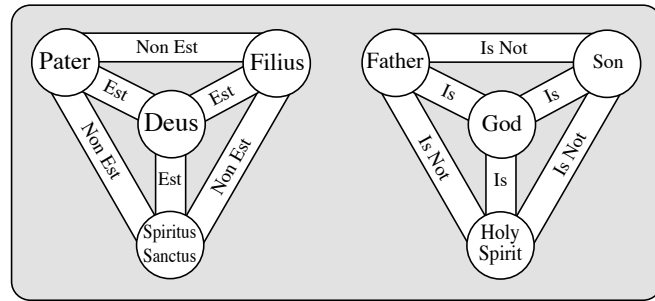 Pater
Non Est
Filius
Est
Est
Deus
Non Est
Est
Non Est
Spiritus
Sanctus
Father
Is Not
Son
Is
Is
God
Is Not
Is
Is Not
Holy
Spirit